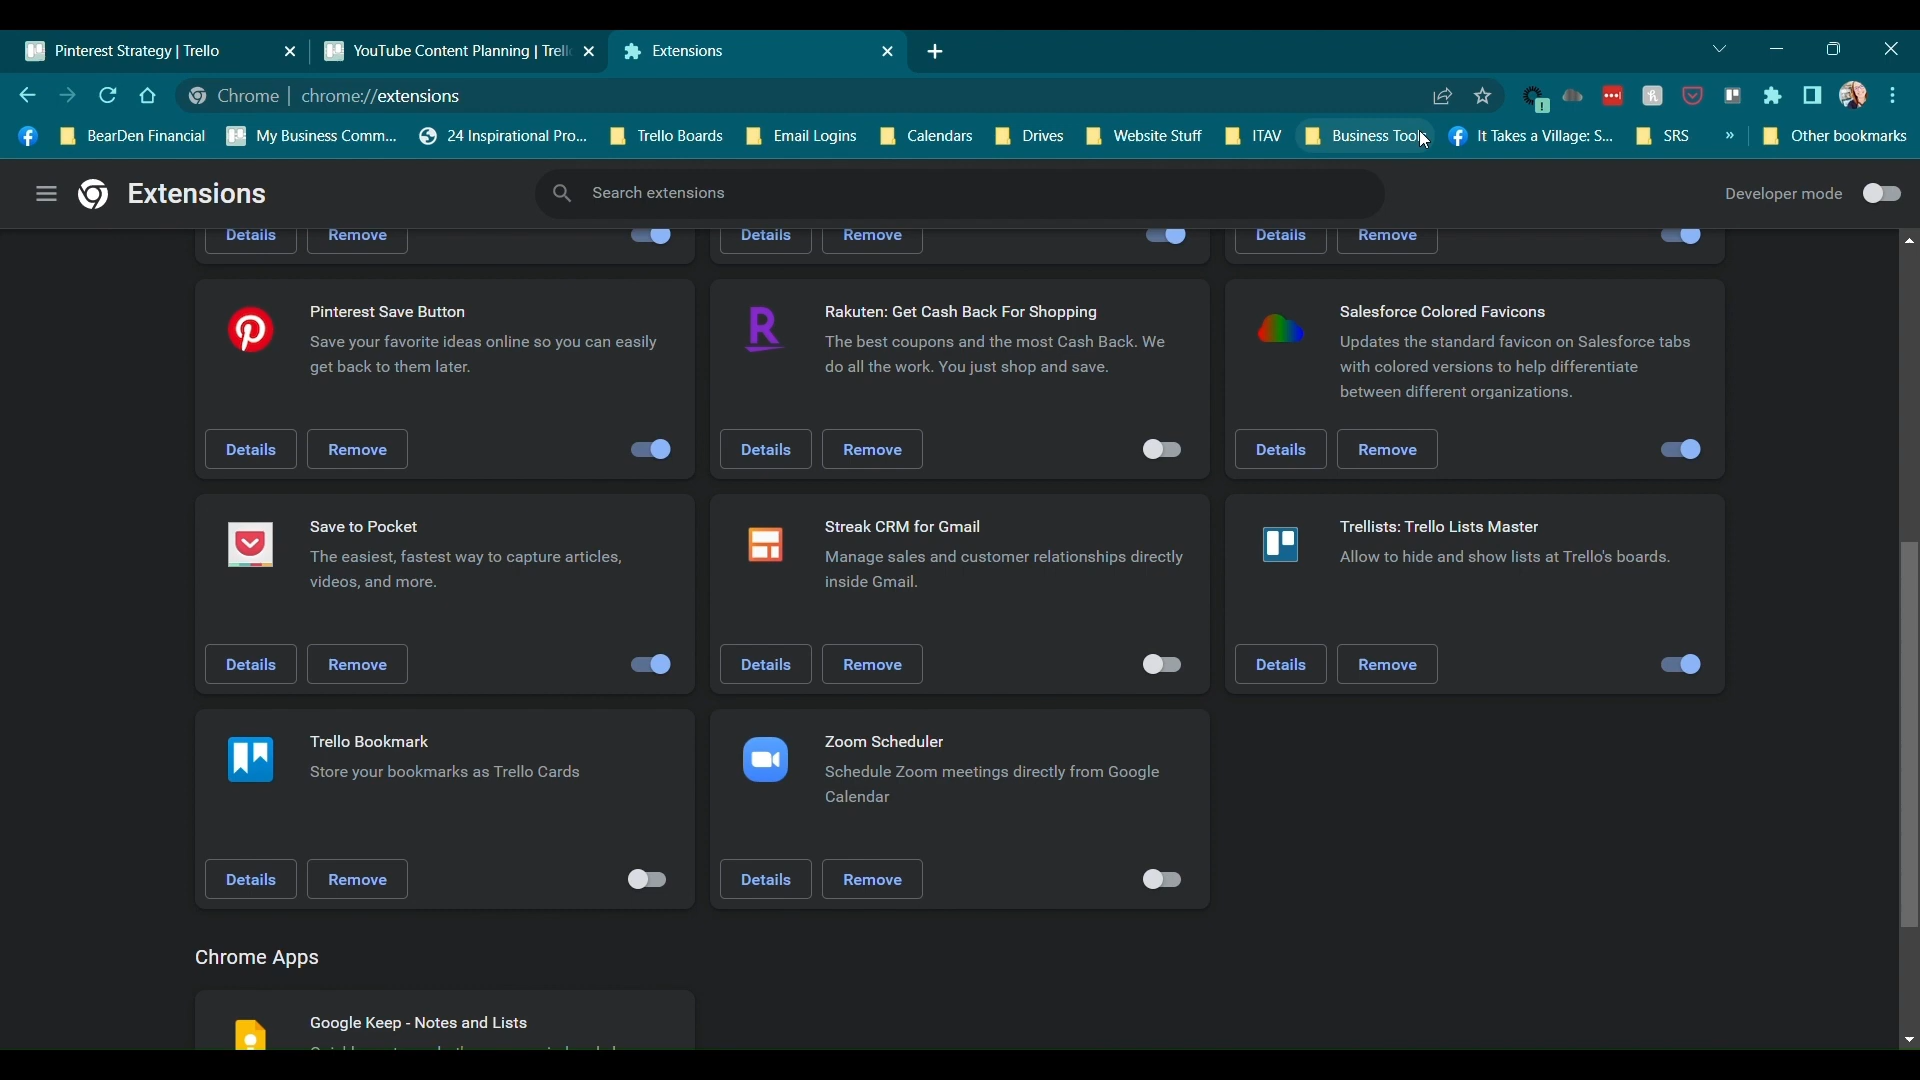 Pinterest Strategy | Trello
YouTube Content Planning | Trell
Extensions
Chrome | chrome://extensions
BearDen Financial
My Business Comm...
24 Inspirational Pro...
Trello Boards
Email Logins
Calendars
Drives
Website Stuff
ITAV
Business Tools
It Takes a Village: S...
SRS
»
Other bookmarks
Extensions
Search extensions
Developer mode
Details Remove
Details Remove
Details Remove
Pinterest Save Button
Save your favorite ideas online so you can easily
get back to them later.
Details Remove
Rakuten: Get Cash Back For Shopping
The best coupons and the most Cash Back. We
do all the work. You just shop and save.
Details Remove
Salesforce Colored Favicons
Updates the standard favicon on Salesforce tabs
with colored versions to help differentiate
between different organizations.
Details Remove
Save to Pocket
The easiest, fastest way to capture articles,
videos, and more.
Details Remove
Streak CRM for Gmail
Manage sales and customer relationships directly
inside Gmail.
Details Remove
Trellists: Trello Lists Master
Allow to hide and show lists at Trello's boards.
Details Remove
Trello Bookmark
Store your bookmarks as Trello Cards
Details Remove
Zoom Scheduler
Schedule Zoom meetings directly from Google
Calendar
Details Remove
Chrome Apps
Google Keep - Notes and Lists